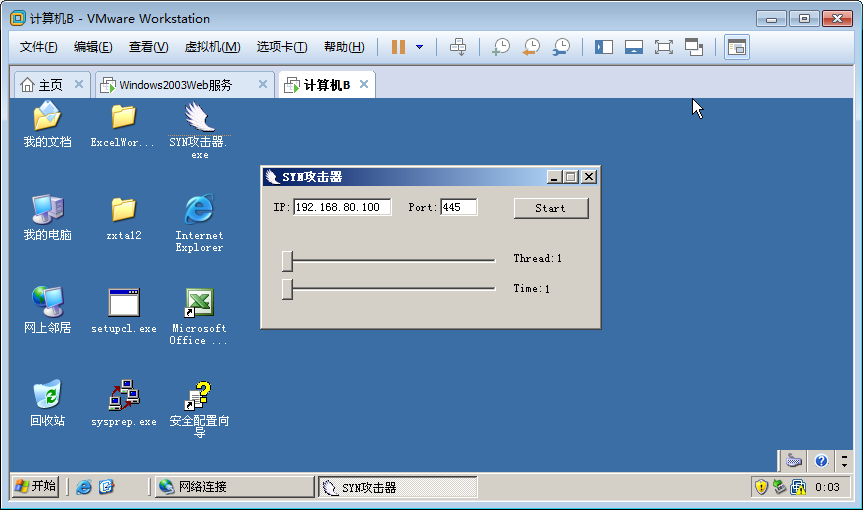 计算机B - VMware Workstation
文件(F) 编辑(E) 查看(V) 虚拟机(M) 选项卡(T) 帮助(H)
主页 Windows2003Web服务 计算机B
我的文档 ExcelWor... SYN攻击器.
exe
SYN攻击器
IP: 192.168.80.100 Port: 445 Start
我的电脑 zxta12 Internet
Explorer
Thread:1
Time:1
网上邻居 setupcl.exe Microsoft
Office ...
回收站 sysprep.exe 安全配置向
导
开始 网络连接 SYN攻击器 0:03